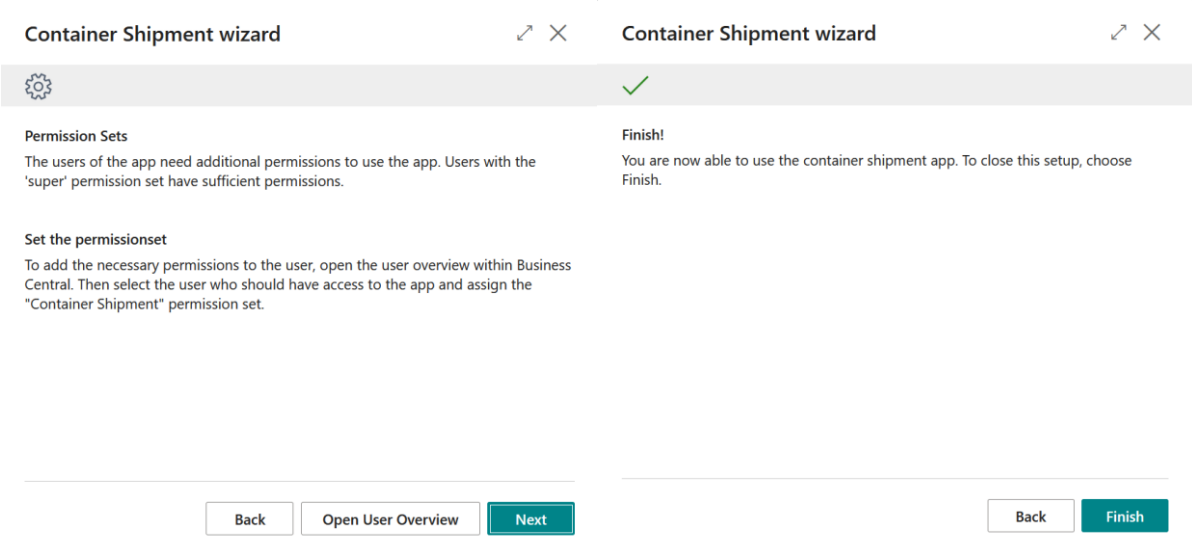 Container Shipment wizard
Permission Sets
The users of the app need additional permissions to use the app. Users with the
'super' permission set have sufficient permissions.
Set the permissionset
To add the necessary permissions to the user, open the user overview within Business
Central. Then select the user who should have access to the app and assign the
"Container Shipment" permission set.
Back
Open User Overview
Next
Container Shipment wizard
Finish!
You are now able to use the container shipment app. To close this setup, choose
Finish.
Back
Finish